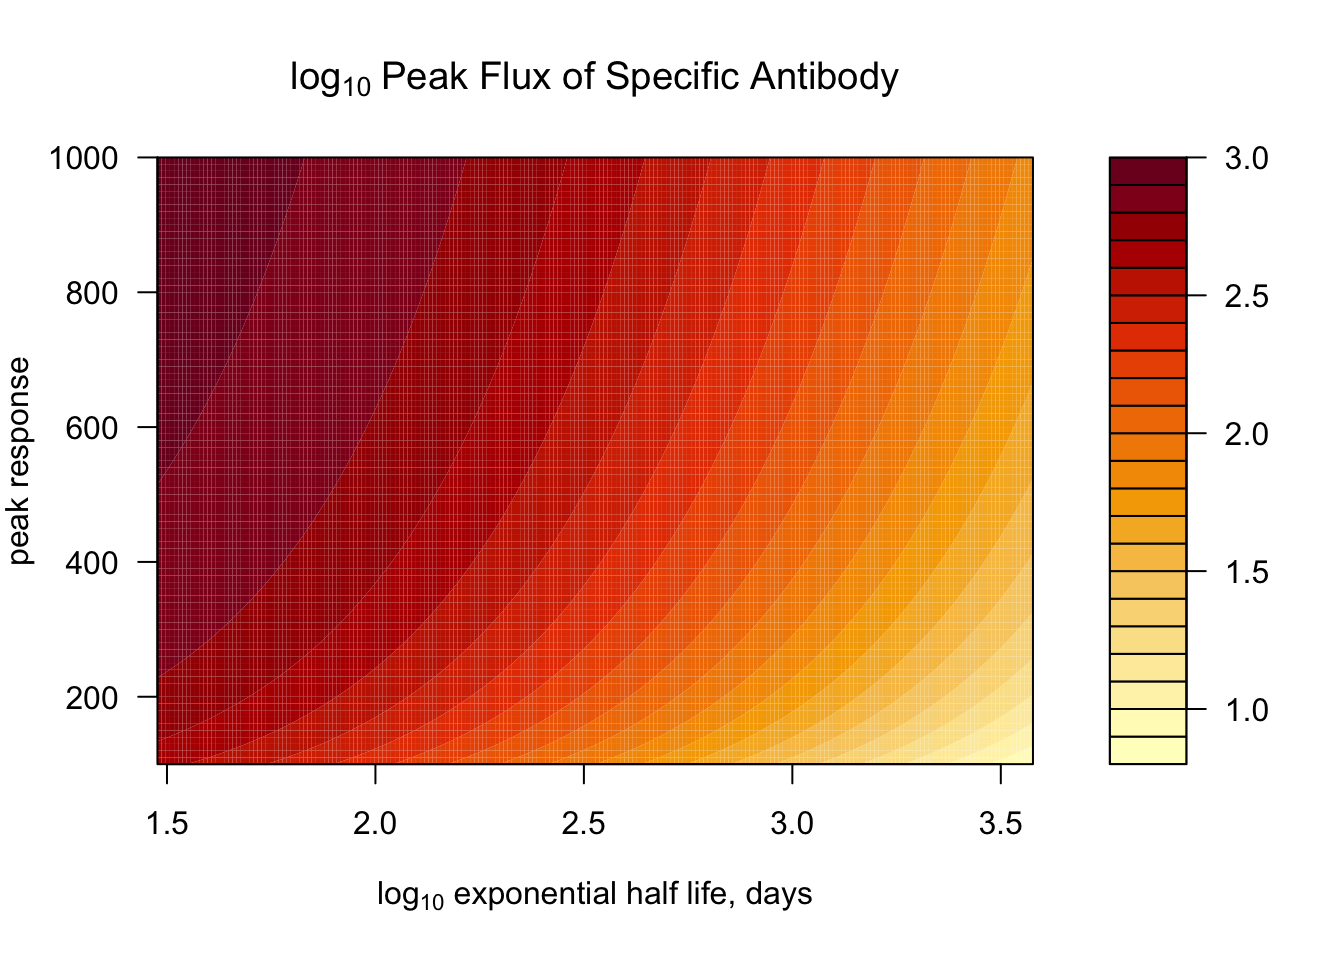 log₁₀ Peak Flux of Specific Antibody
1000
800
600
400
200
peak response
1.5 2.0 2.5 3.0 3.5
log₁₀ exponential half life, days
3.0
2.5
2.0
1.5
1.0